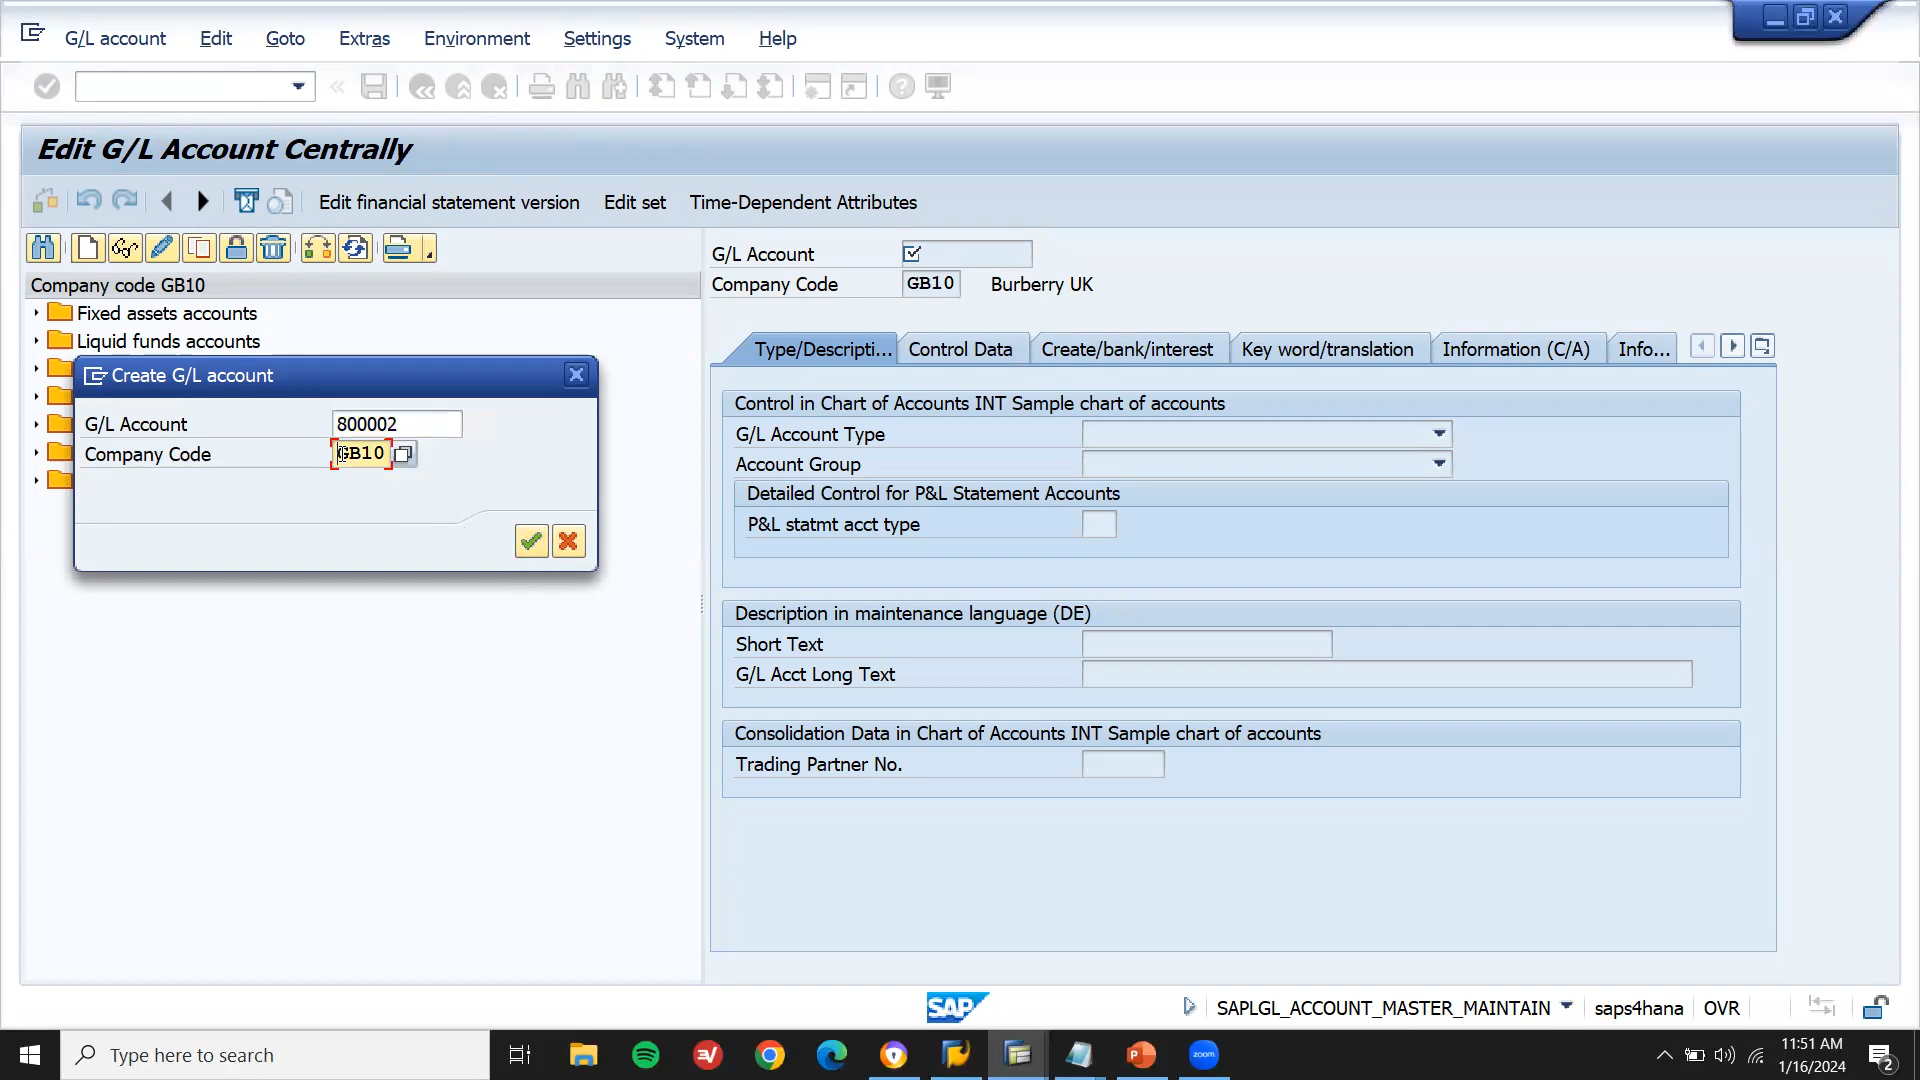 G/L account Edit Goto Extras Environment Settings System Help
Edit G/L Account Centrally
Edit financial statement version Edit set Time-Dependent Attributes
Company code GB10
Fixed assets accounts
Liquid funds accounts
Create G/L account
G/L Account 800002
Company Code GB10
G/L Account
Company Code GB10 Burberry UK
Type/Descripti... Control Data Create/bank/interest Key word/translation Information (C/A) Info...
Control in Chart of Accounts INT Sample chart of accounts
G/L Account Type
Account Group
Detailed Control for P&L Statement Accounts
P&L statmt acct type
Description in maintenance language (DE)
Short Text
G/L Acct Long Text
Consolidation Data in Chart of Accounts INT Sample chart of accounts
Trading Partner No.
SAP SAPLGL_ACCOUNT_MASTER_MAINTAIN saps4hana OVR
Type here to search
zoom
11:51 AM
1/16/2024
2